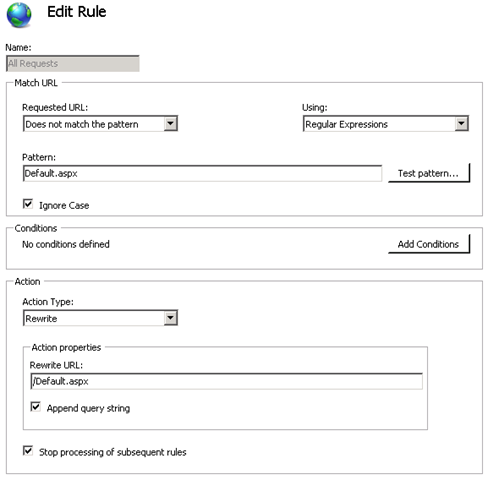 Edit Rule
Name:
All Requests
Match URL
Requested URL:
Using:
Does not match the pattern
Regular Expressions
Pattern:
Default.aspx
Test pattern...
Ignore Case
Conditions
No conditions defined
Add Conditions
Action
Action Type:
Rewrite
Action properties
Rewrite URL:
/Default.aspx
Append query string
Stop processing of subsequent rules